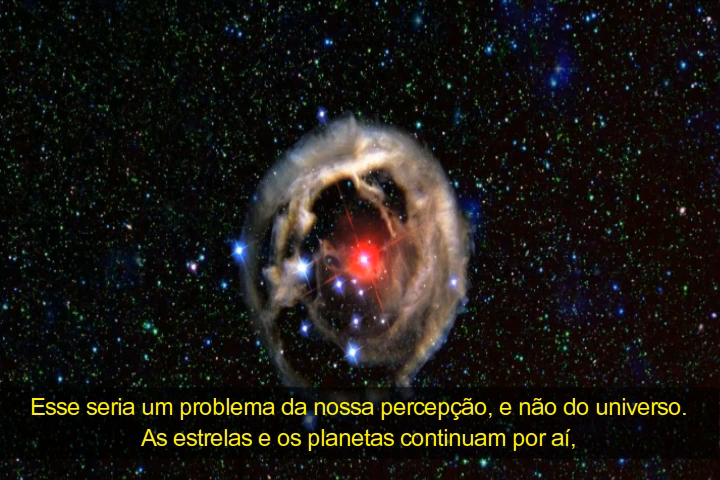 Esse seria um problema da nossa percepção, e não do universo.
As estrelas e os planetas continuam por aí,